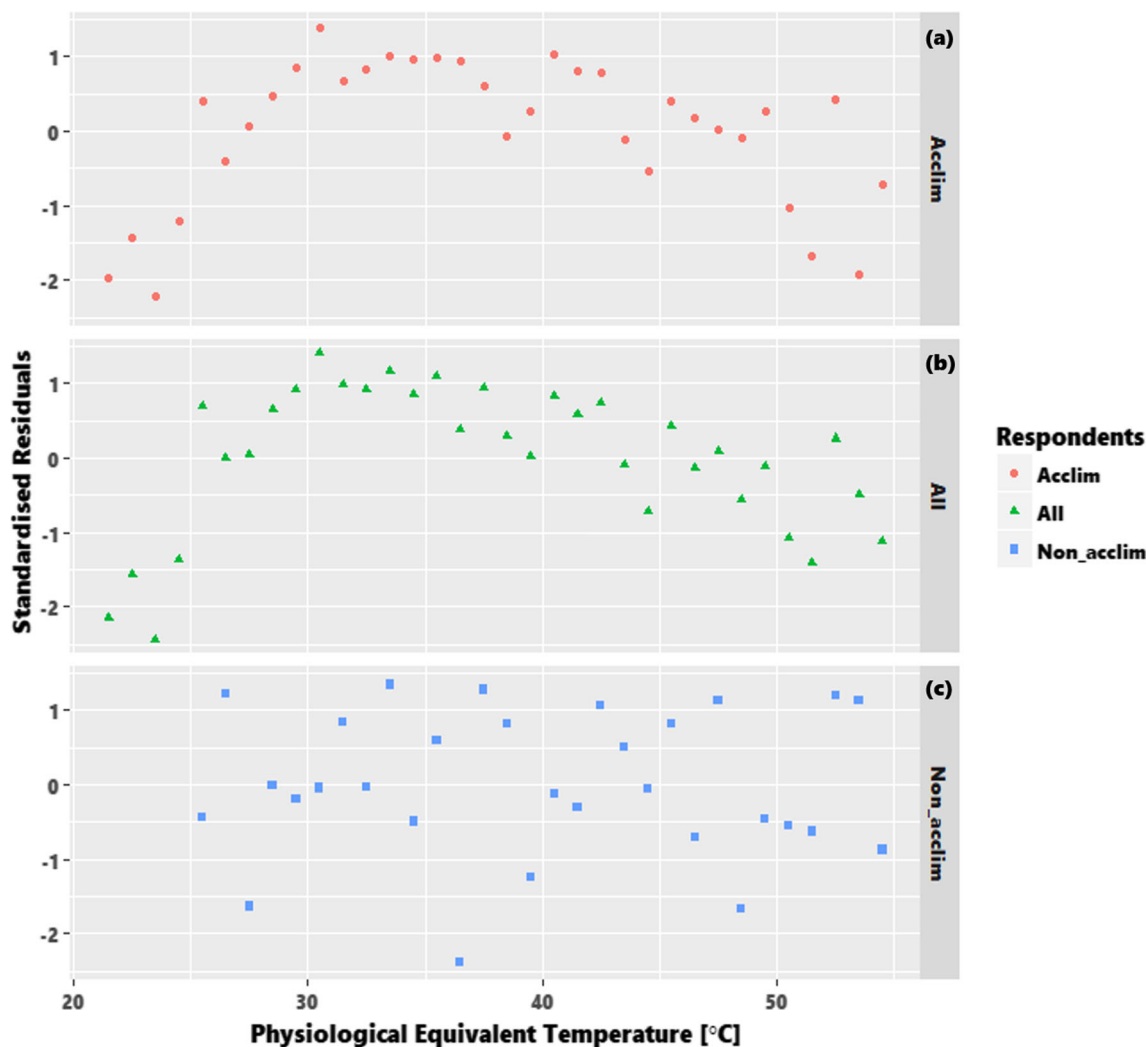 (a)
1
0
-1
-2
Acclim
(b)
1
0
-1
-2
All
(c)
1
0
-1
-2
Non_acclim
20 30 40 50
Physiological Equivalent Temperature [°C]
Standardised Residuals
Respondents
Acclim
All
Non_acclim